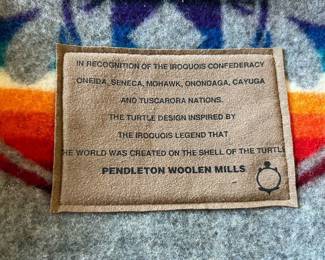 IN RECOGNITION OF THE IROQUOIS CONFEDERACY
ONEIDA, SENECA, MOHAWK, ONONDAGA, CAYUGA
AND TUSCARORA NATIONS.
THE TURTLE DESIGN INSPIRED BY
THE IROQUOIS LEGEND THAT
HE WORLD WAS CREATED ON THE SHELL OF THE TURTLE
PENDLETON WOOLEN MILLS